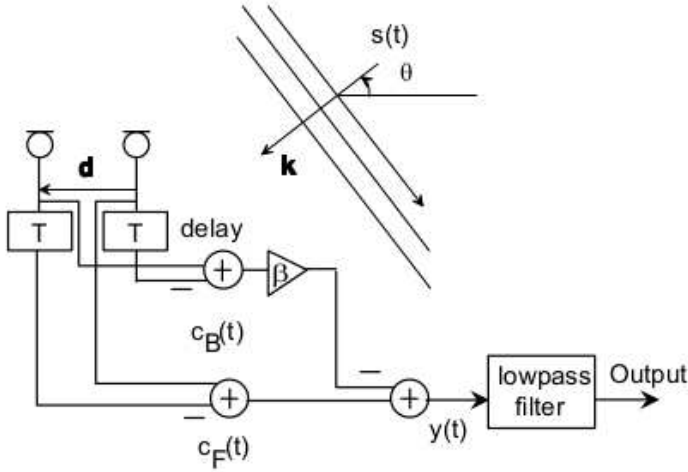 s(t)
θ
k
d
T
T
delay
+
β
−
c_B(t)
−
+
−
+
c_F(t)
y(t)
lowpass
filter
Output